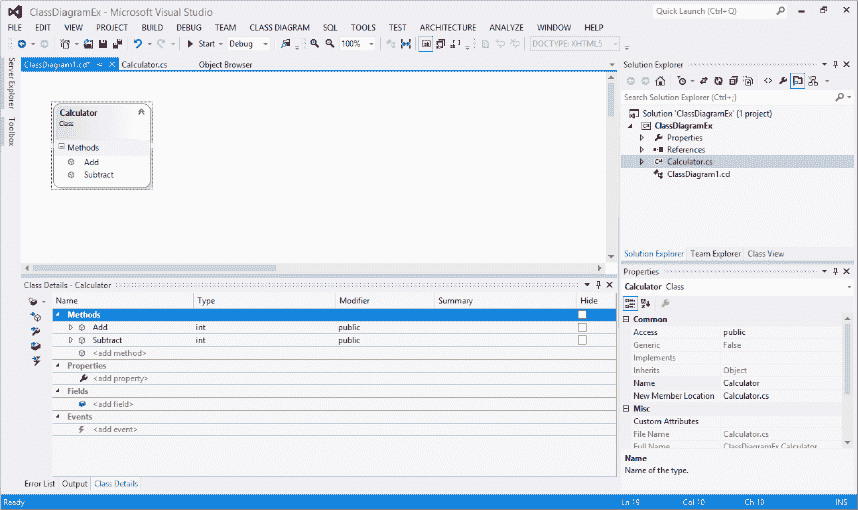 ClassDiagramEx - Microsoft Visual Studio
Quick Launch (Ctrl+Q)
FILE EDIT VIEW PROJECT BUILD DEBUG TEAM CLASS DIAGRAM SQL TOOLS TEST ARCHITECTURE ANALYZE WINDOW HELP
Start Debug 100% DOCTYPE: XHTML5
Server Explorer
Toolbox
ClassDiagram1.cd* Calculator.cs Object Browser
Calculator
Class
Methods
Add
Subtract
Solution Explorer
Search Solution Explorer (Ctrl+;)
Solution 'ClassDiagramEx' (1 project)
ClassDiagramEx
Properties
References
Calculator.cs
ClassDiagram1.cd
Solution Explorer Team Explorer Class View
Class Details - Calculator
Name Type Modifier Summary Hide
Methods
Add int public
Subtract int public
<add method>
Properties
<add property>
Fields
<add field>
Events
<add event>
Error List Output Class Details
Properties
Calculator Class
Common
Access public
Generic False
Implements
Inherits Object
Name Calculator
New Member Location Calculator.cs
Misc
Custom Attributes
File Name Calculator.cs
Full Name ClassDiagramEx.Calculator
Name
Name of the type.
Ready Ln 19 Col 10 Ch 10 INS